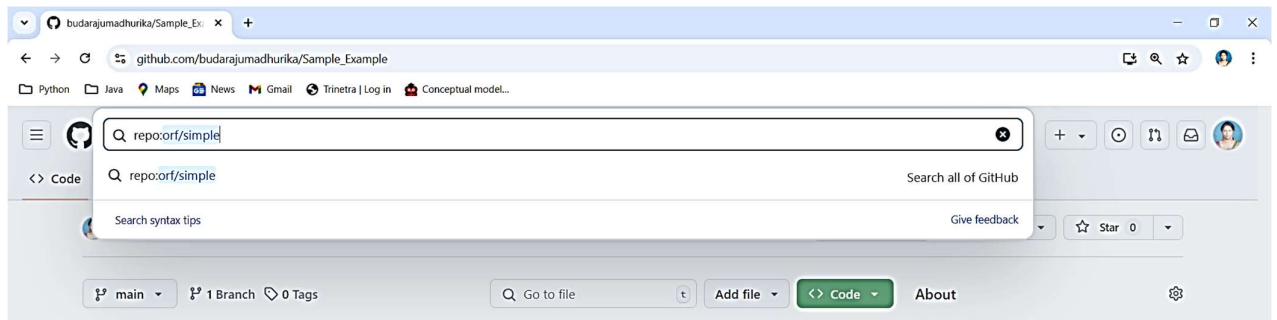 budarajumadhurika/Sample_Ex
github.com/budarajumadhurika/Sample_Example
Python Java Maps News Gmail Trinetra | Log in Conceptual model...
repo:orf/simple
<> Code repo:orf/simple Search all of GitHub
Search syntax tips Give feedback
Star 0
main 1 Branch 0 Tags Go to file t Add file <> Code About